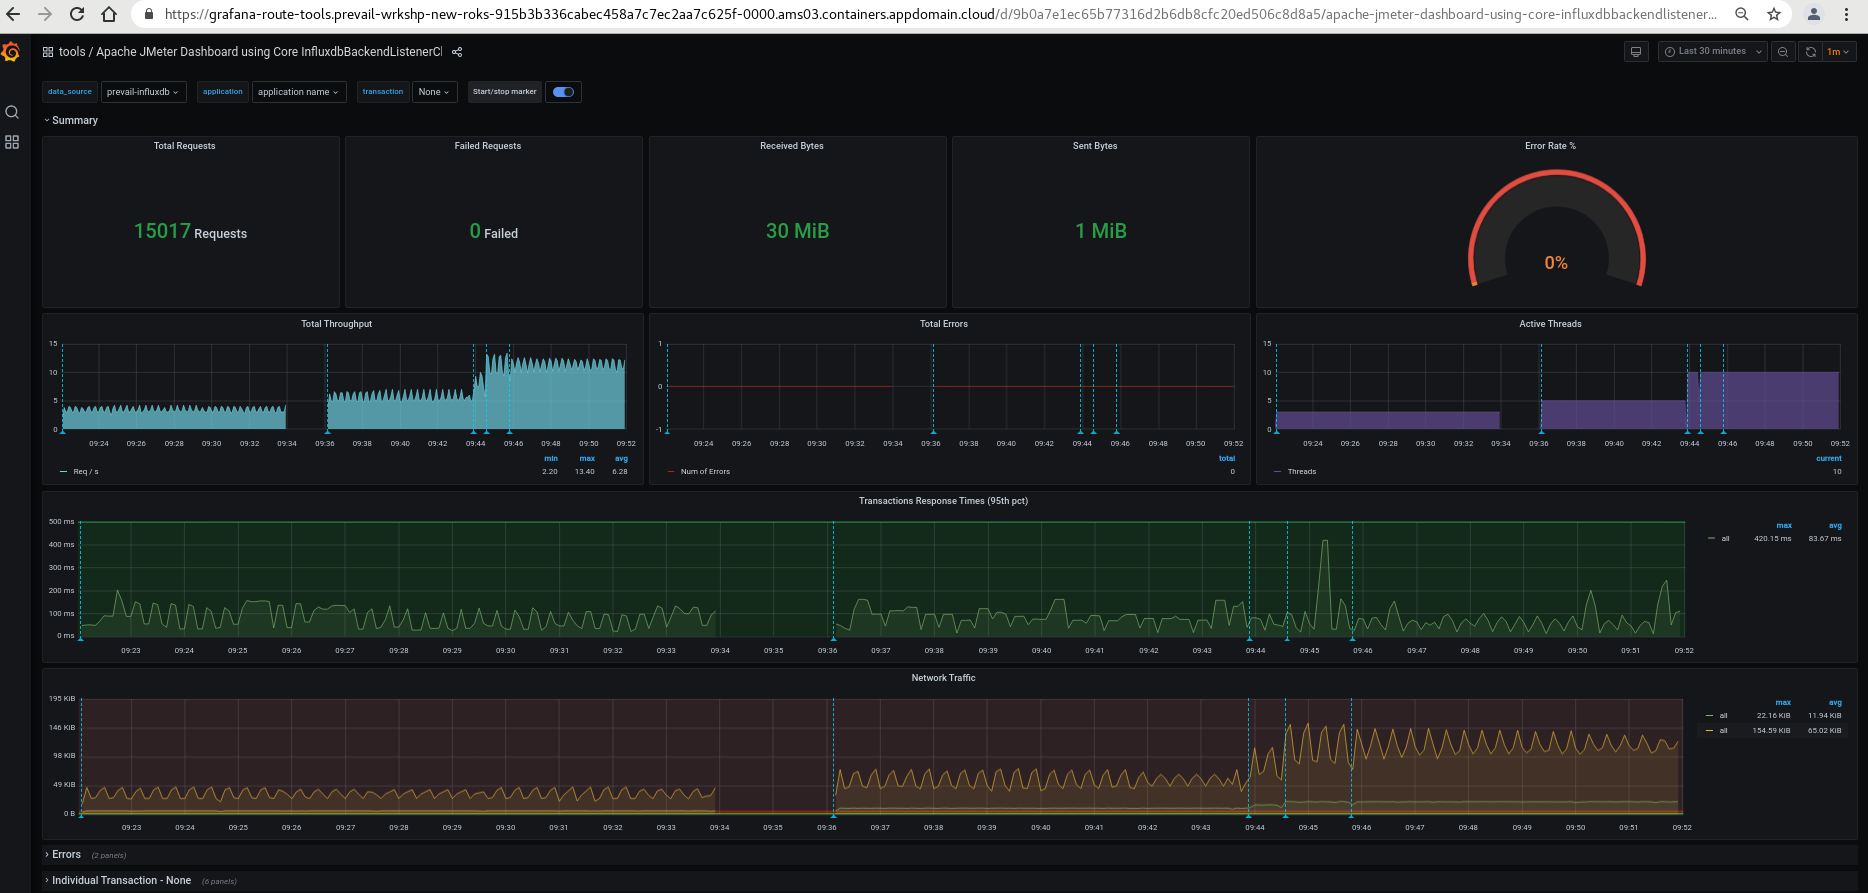 https://grafana-route-tools.prevail-wrkshp-new-roks-915b3b336cabec458a7c7ec2aa7c625f-0000.ams03.containers.appdomain.cloud/d/9b0a7e1ec65b77316d2b6db8cfc20ed506c8d8a5/apache-jmeter-dashboard-using-core-influxdbbackendlistener...
tools / Apache JMeter Dashboard using Core InfluxdbBackendListenerCl
Last 30 minutes
1m
data_source prevail-influxdb application application name transaction None Start/stop marker
Summary
Total Requests
15017 Requests
Failed Requests
0 Failed
Received Bytes
30 MiB
Sent Bytes
1 MiB
Error Rate %
0%
Total Throughput
15
10
5
0
09:24 09:26 09:28 09:30 09:32 09:34 09:36 09:38 09:40 09:42 09:44 09:46 09:48 09:50 09:52
min max avg
Req / s 2.20 13.40 6.28
Total Errors
1
0
-1
09:24 09:26 09:28 09:30 09:32 09:34 09:36 09:38 09:40 09:42 09:44 09:46 09:48 09:50 09:52
total
Num of Errors 0
Active Threads
15
10
5
0
09:24 09:26 09:28 09:30 09:32 09:34 09:36 09:38 09:40 09:42 09:44 09:46 09:48 09:50 09:52
current
Threads 10
Transactions Response Times (95th pct)
500 ms
400 ms
300 ms
200 ms
100 ms
0 ms
09:23 09:24 09:25 09:26 09:27 09:28 09:29 09:30 09:31 09:32 09:33 09:34 09:35 09:36 09:37 09:38 09:39 09:40 09:41 09:42 09:43 09:44 09:45 09:46 09:47 09:48 09:49 09:50 09:51 09:52
max avg
all 420.15 ms 83.67 ms
Network Traffic
195 KiB
146 KiB
98 KiB
49 KiB
0 B
09:23 09:24 09:25 09:26 09:27 09:28 09:29 09:30 09:31 09:32 09:33 09:34 09:35 09:36 09:37 09:38 09:39 09:40 09:41 09:42 09:43 09:44 09:45 09:46 09:47 09:48 09:49 09:50 09:51 09:52
max avg
all 22.16 KiB 11.94 KiB
all 154.59 KiB 65.02 KiB
Errors (2 panels)
Individual Transaction - None (6 panels)